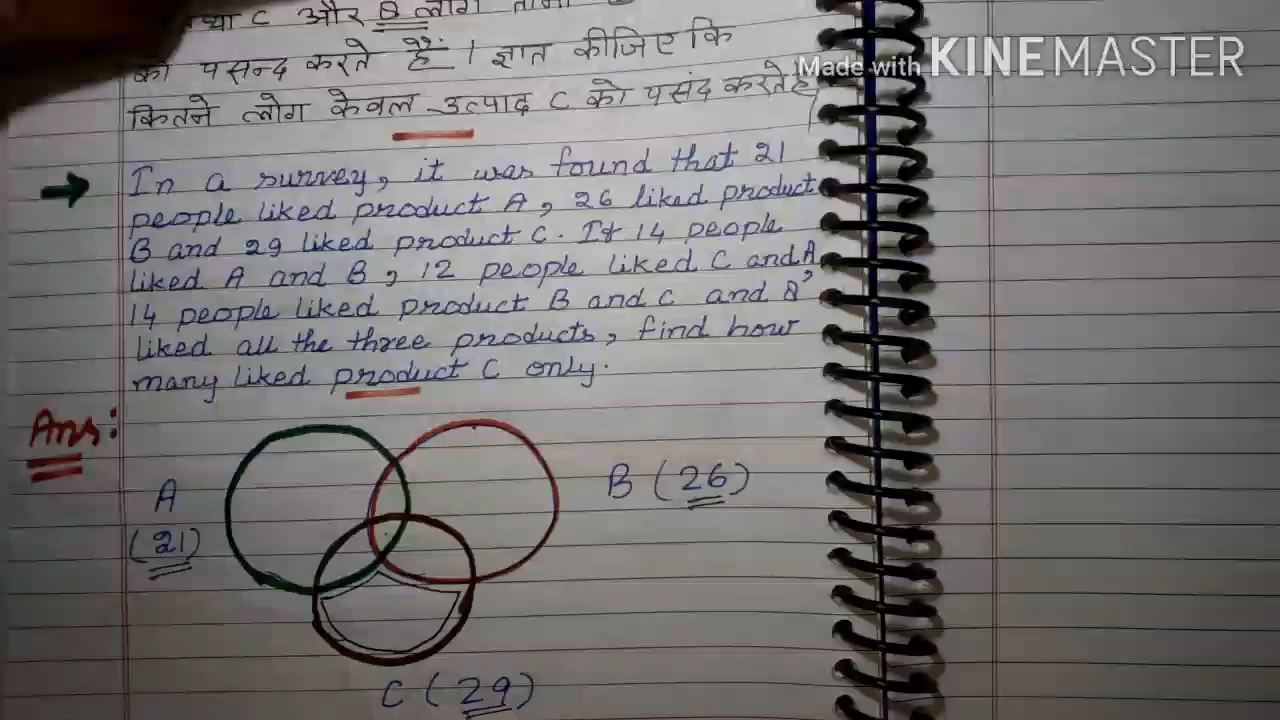 C और B लोग
को पसन्द करते हैं । ज्ञात कीजिए कि
कितने लोग केवल उत्पाद C को पसंद करते है
In a survey, it was found that 21
people liked product A, 26 liked product
B and 29 liked product C. If 14 people
liked A and B, 12 people liked C and A,
14 people liked product B and C and 8
liked all the three products, find how
many liked product C only.
Ans:
A
(21)
B (26)
C (29)
Made with KINEMASTER